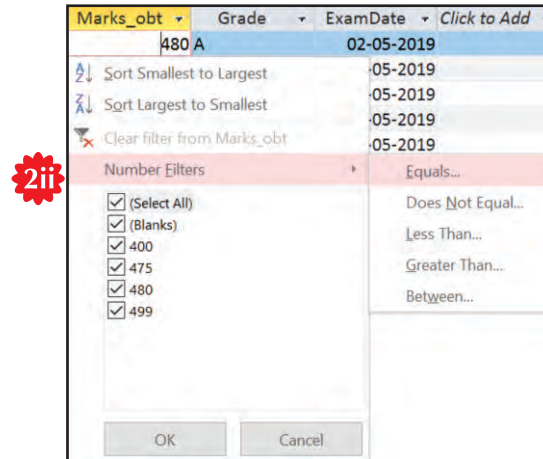 Marks_obt Grade ExamDate Click to Add
480 A 02-05-2019
Sort Smallest to Largest -05-2019
Sort Largest to Smallest -05-2019
-05-2019
Clear filter from Marks_obt -05-2019
2ii
Number Filters
Equals...
(Select All)
Does Not Equal...
(Blanks)
Less Than...
400
475
Greater Than...
480
Between...
499
OK Cancel